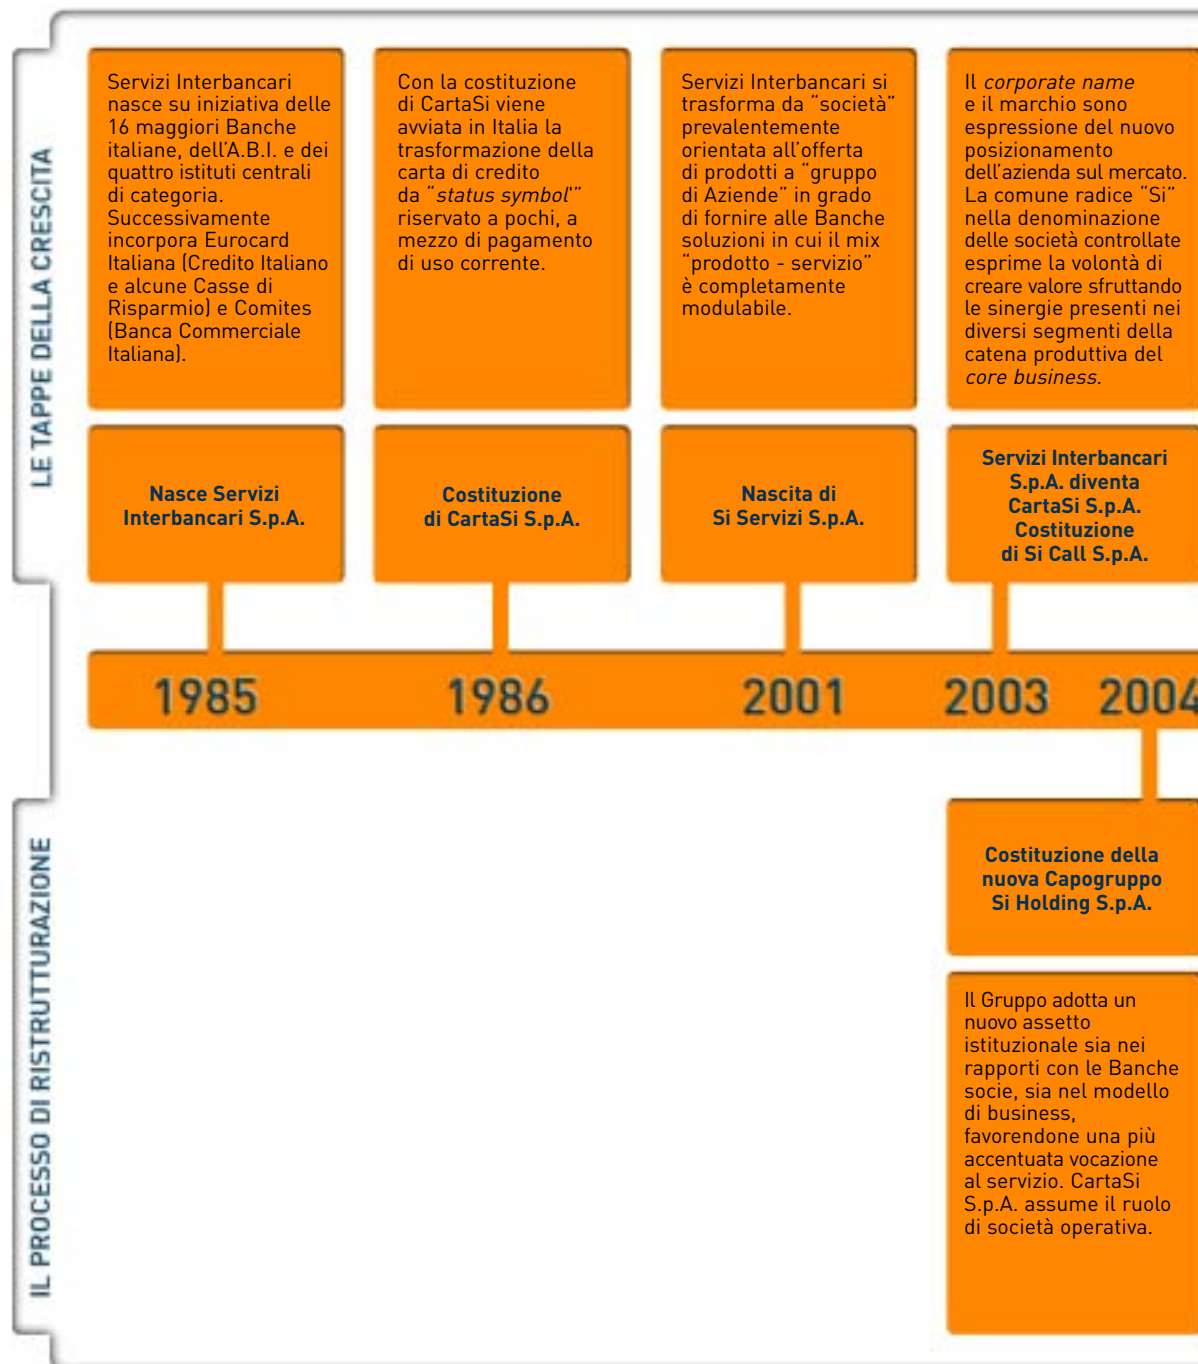 LE TAPPE DELLA CRESCITA
Servizi Interbancari
nasce su iniziativa delle
16 maggiori Banche
italiane, dell'A.B.I. e dei
quattro istituti centrali
di categoria.
Successivamente
incorpora Eurocard
Italiana (Credito Italiano
e alcune Casse di
Risparmio) e Comites
(Banca Commerciale
Italiana).
Con la costituzione
di CartaSi viene
avviata in Italia la
trasformazione della
carta di credito
da “status symbol'”
riservato a pochi, a
mezzo di pagamento
di uso corrente.
Servizi Interbancari si
trasforma da “società”
prevalentemente
orientata all'offerta
di prodotti a “gruppo
di Aziende” in grado
di fornire alle Banche
soluzioni in cui il mix
“prodotto - servizio”
è completamente
modulabile.
Il corporate name
e il marchio sono
espressione del nuovo
posizionamento
dell'azienda sul mercato.
La comune radice “Si”
nella denominazione
delle società controllate
esprime la volontà di
creare valore sfruttando
le sinergie presenti nei
diversi segmenti della
catena produttiva del
core business.
Nasce Servizi
Interbancari S.p.A.
Costituzione
di CartaSi S.p.A.
Nascita di
Si Servizi S.p.A.
Servizi Interbancari
S.p.A. diventa
CartaSi S.p.A.
Costituzione
di Si Call S.p.A.
1985 1986 2001 2003 2004
IL PROCESSO DI RISTRUTTURAZIONE
Costituzione della
nuova Capogruppo
Si Holding S.p.A.
Il Gruppo adotta un
nuovo assetto
istituzionale sia nei
rapporti con le Banche
socie, sia nel modello
di business,
favorendone una più
accentuata vocazione
al servizio. CartaSi
S.p.A. assume il ruolo
di società operativa.